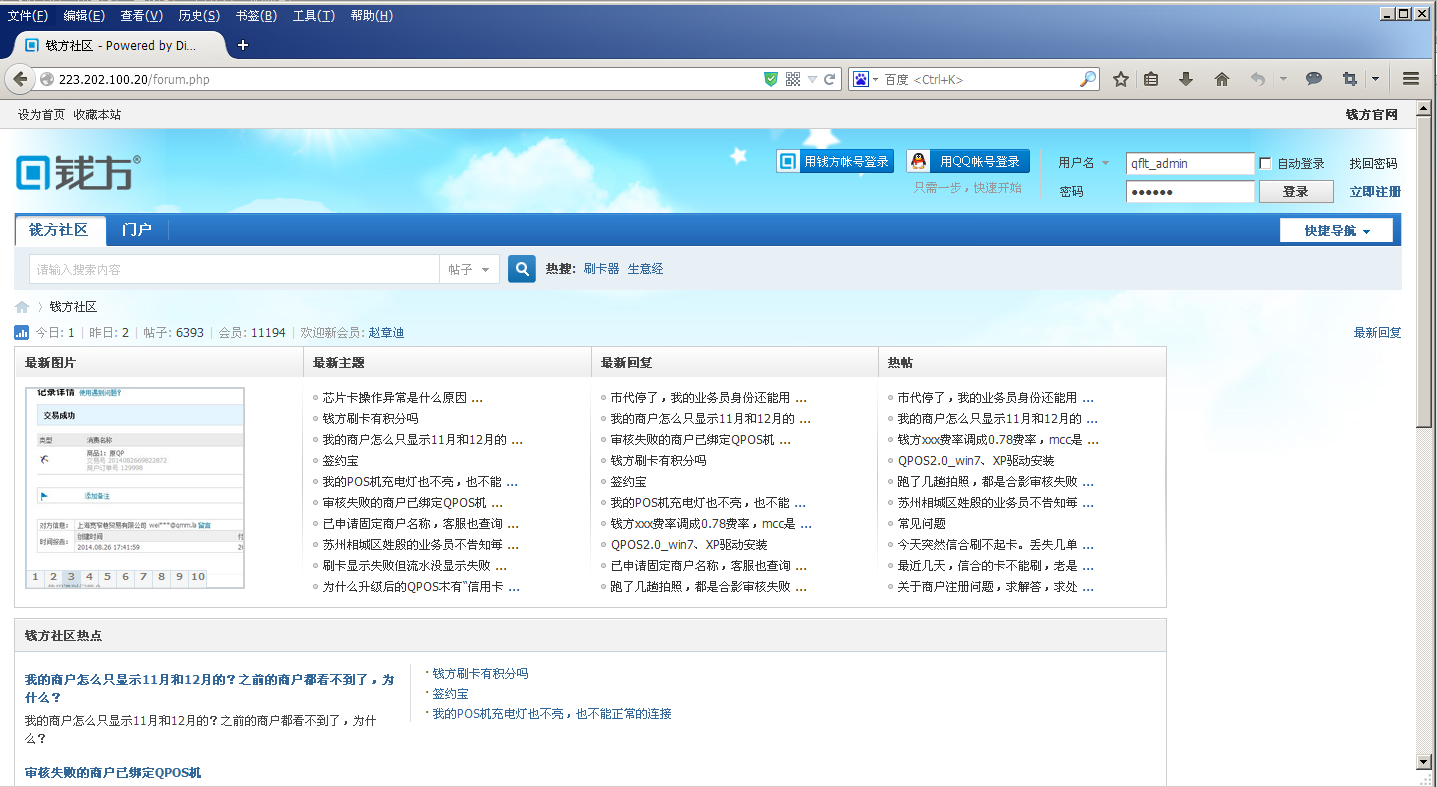 文件(F) 编辑(E) 查看(V) 历史(S) 书签(B) 工具(T) 帮助(H)
钱方社区 - Powered by Di...
223.202.100.20/forum.php
百度 <Ctrl+K>
设为首页 收藏本站 钱方官网
钱方®
用钱方帐号登录 用QQ帐号登录
只需一步，快速开始
用户名 qflt_admin 自动登录 找回密码
密码 ●●●●●● 登录 立即注册
钱方社区 门户 快捷导航
请输入搜索内容 帖子 热搜: 刷卡器 生意经
钱方社区
今日: 1 | 昨日: 2 | 帖子: 6393 | 会员: 11194 | 欢迎新会员: 赵章迪 最新回复
最新图片
记录详情 使用遇到问题?
交易成功
类型 消费名称
商品1: 原QP
交易号 2014082669822872
商户订单号 129998
添加备注
对方信息: 上海宽窄巷贸易有限公司 wei***@qmm.la 留言
时间报告: 创建时间 付
2014.08.26 17:41:59 20
1 2 3 4 5 6 7 8 9 10
最新主题
芯片卡操作异常是什么原因 ...
钱方刷卡有积分吗
我的商户怎么只显示11月和12月的 ...
签约宝
我的POS机充电灯也不亮，也不能 ...
审核失败的商户已绑定QPOS机 ...
已申请固定商户名称，客服也查询 ...
苏州相城区姓殷的业务员不告知每 ...
刷卡显示失败但流水没显示失败 ...
为什么升级后的QPOS木有“信用卡 ...
最新回复
市代停了，我的业务员身份还能用 ...
我的商户怎么只显示11月和12月的 ...
审核失败的商户已绑定QPOS机 ...
钱方刷卡有积分吗
签约宝
我的POS机充电灯也不亮，也不能 ...
钱方xxx费率调成0.78费率，mcc是 ...
QPOS2.0_win7、XP驱动安装
已申请固定商户名称，客服也查询 ...
跑了几趟拍照，都是合影审核失败 ...
热帖
市代停了，我的业务员身份还能用 ...
我的商户怎么只显示11月和12月的 ...
钱方xxx费率调成0.78费率，mcc是 ...
QPOS2.0_win7、XP驱动安装
跑了几趟拍照，都是合影审核失败 ...
苏州相城区姓殷的业务员不告知每 ...
常见问题
今天突然信合刷不起卡。丢失几单 ...
最近几天，信合的卡不能刷，老是 ...
关于商户注册问题，求解答，求处 ...
钱方社区热点
我的商户怎么只显示11月和12月的？之前的商户都看不到了，为
什么？
我的商户怎么只显示11月和12月的？之前的商户都看不到了，为什
么？
审核失败的商户已绑定QPOS机
钱方刷卡有积分吗
签约宝
我的POS机充电灯也不亮，也不能正常的连接